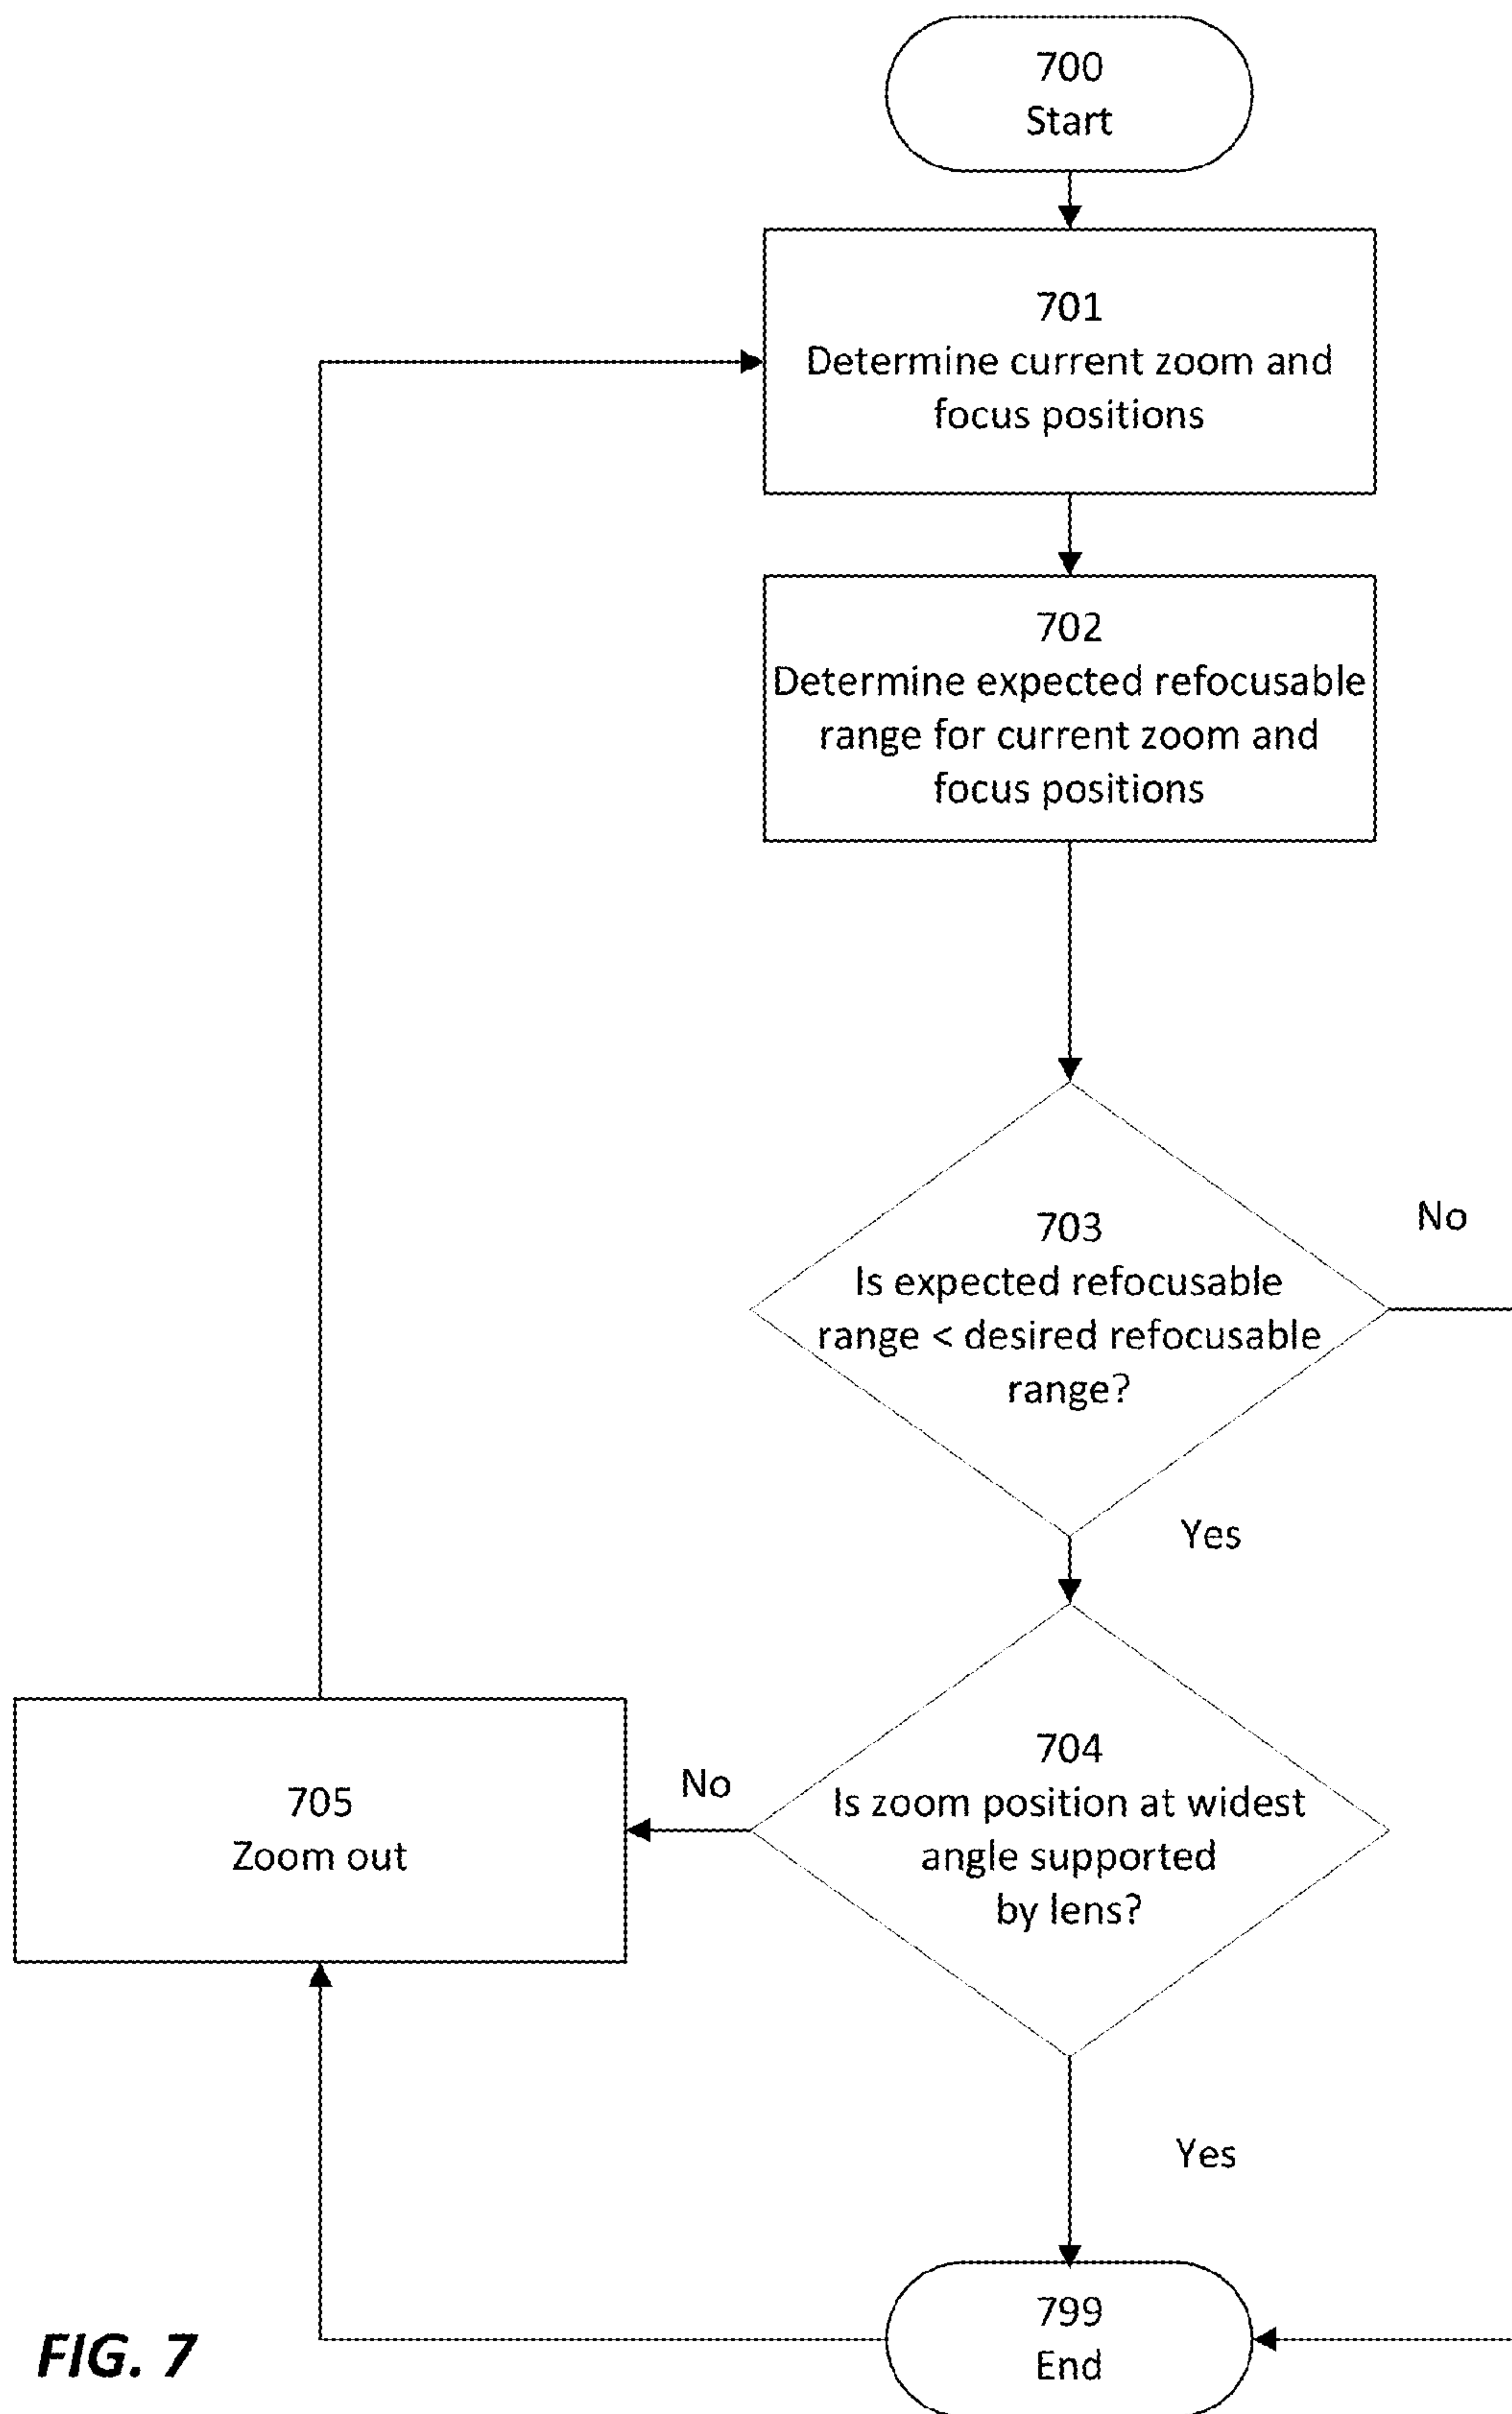 700
Start
701
Determine current zoom and
focus positions
702
Determine expected refocusable
range for current zoom and
focus positions
703
Is expected refocusable
range < desired refocusable
range?
No
Yes
704
Is zoom position at widest
angle supported
by lens?
No
705
Zoom out
Yes
799
End
FIG. 7